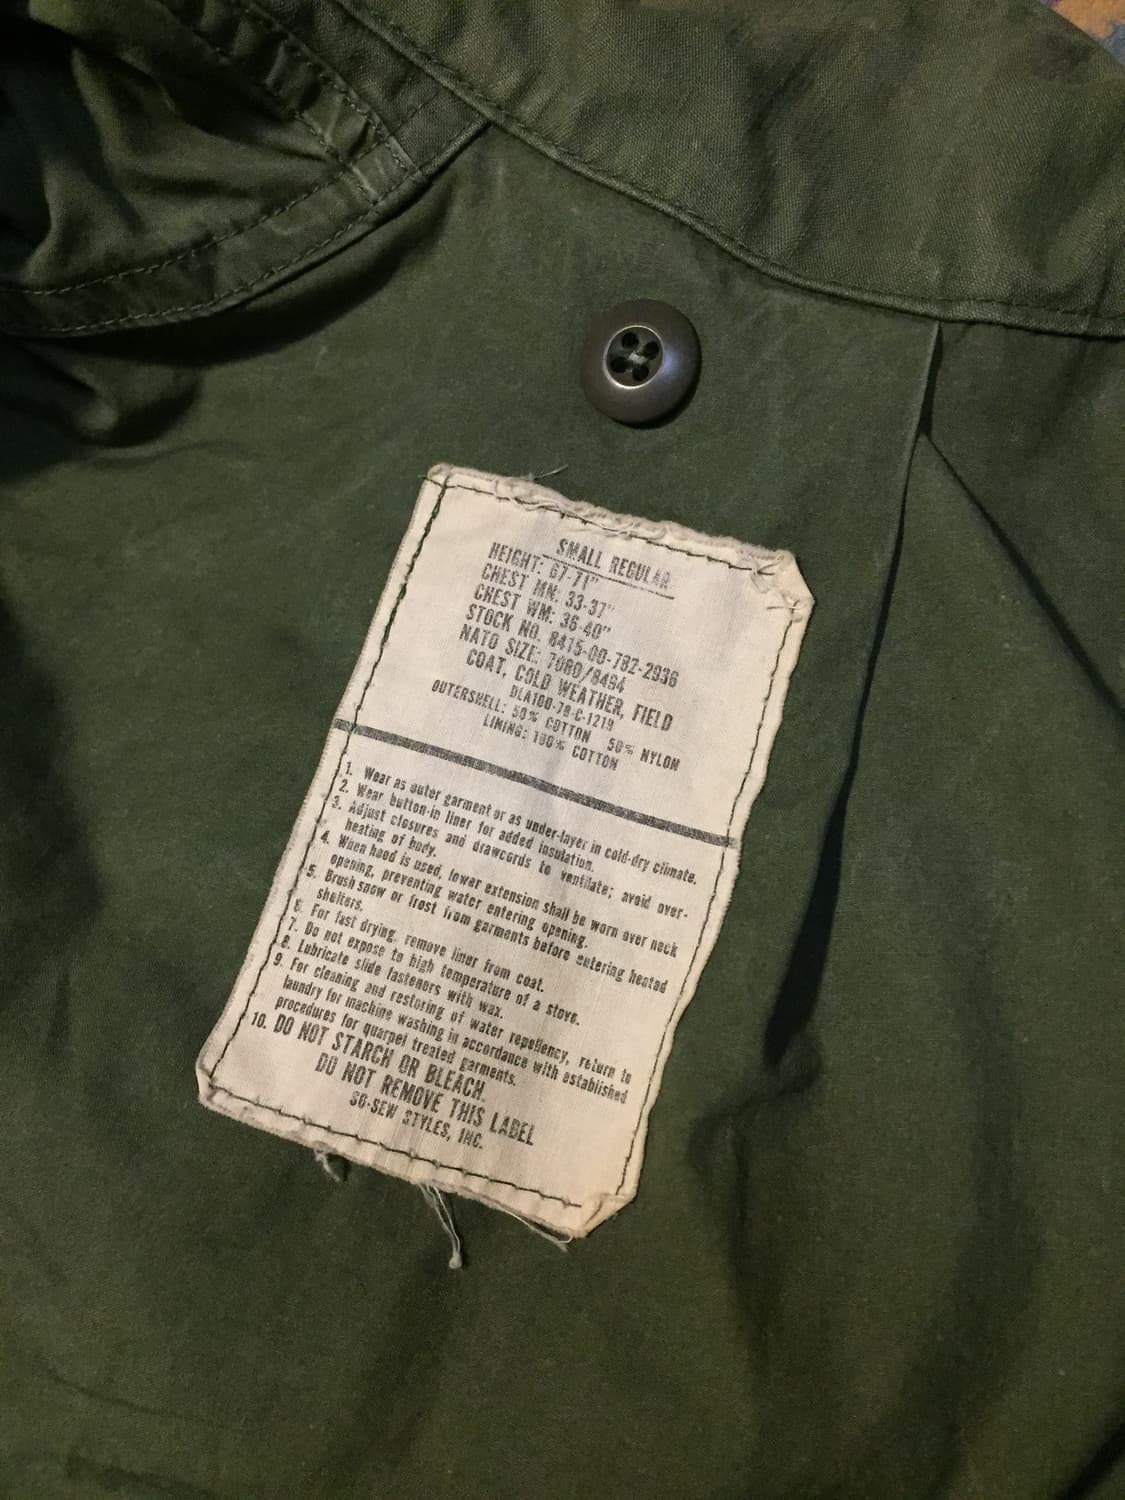 SMALL REGULAR
HEIGHT: 67-71"
CHEST MN: 33-37"
CHEST WM: 36-40"
STOCK NO. 8415-00-782-2936
NATO SIZE: 7080/8494
COAT, COLD WEATHER, FIELD
DLA100-78-C-1219
OUTERSHELL: 50% COTTON 50% NYLON
LINING: 100% COTTON
1. Wear as outer garment or as under-layer in cold-dry climate.
2. Wear button-in liner for added insulation.
3. Adjust closures and drawcords to ventilate; avoid over-
heating of body.
4. When hood is used, lower extension shall be worn over neck
opening, preventing water entering opening.
5. Brush snow or frost from garments before entering heated
shelters.
6. For fast drying, remove liner from coat.
7. Do not expose to high temperature of a stove.
8. Lubricate slide fasteners with wax.
9. For cleaning and restoring of water repellency, return to
laundry for machine washing in accordance with established
procedures for quarpel treated garments.
10. DO NOT STARCH OR BLEACH.
DO NOT REMOVE THIS LABEL
SO-SEW STYLES, INC.